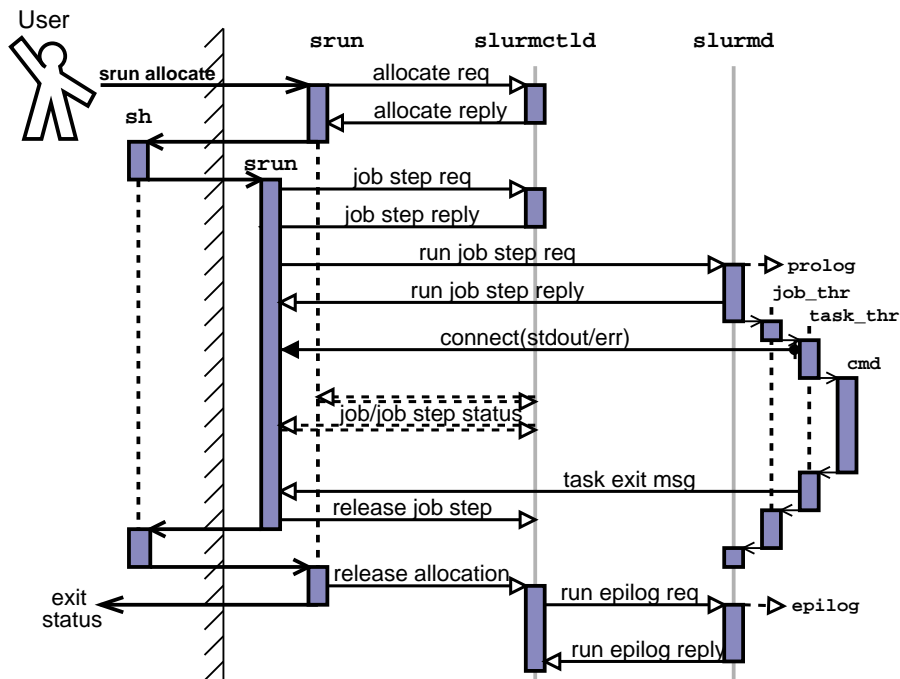 User
srun slurmctld slurmd
srun allocate
allocate req
allocate reply
sh
srun
job step req
job step reply
run job step req
prolog
run job step reply
job_thr
task_thr
connect(stdout/err)
cmd
job/job step status
task exit msg
release job step
release allocation
exit
status
run epilog req
epilog
run epilog reply